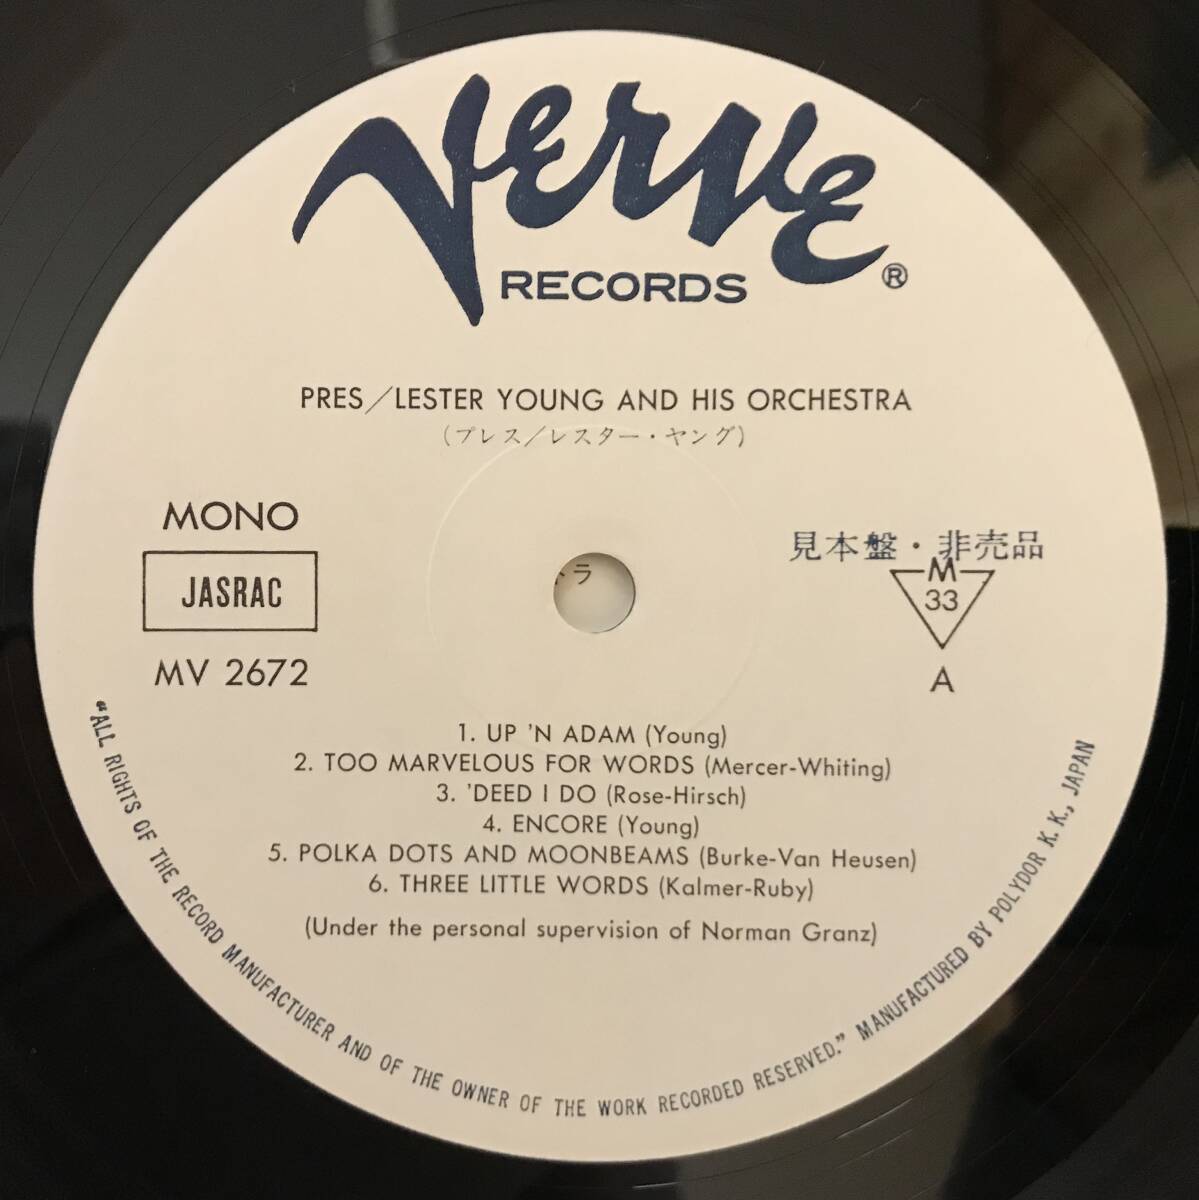 Verve
RECORDS ®
PRES/LESTER YOUNG AND HIS ORCHESTRA
(プレス/レスター・ヤング)
MONO
JASRAC
MV 2672
見本盤・非売品
M
33
A
ラ
1. UP 'N ADAM (Young)
2. TOO MARVELOUS FOR WORDS (Mercer-Whiting)
3. 'DEED I DO (Rose-Hirsch)
4. ENCORE (Young)
5. POLKA DOTS AND MOONBEAMS (Burke-Van Heusen)
6. THREE LITTLE WORDS (Kalmer-Ruby)
(Under the personal supervision of Norman Granz)
"ALL RIGHTS OF THE RECORD MANUFACTURER AND OF THE OWNER OF THE WORK RECORDED RESERVED." MANUFACTURED BY POLYDOR K. K., JAPAN